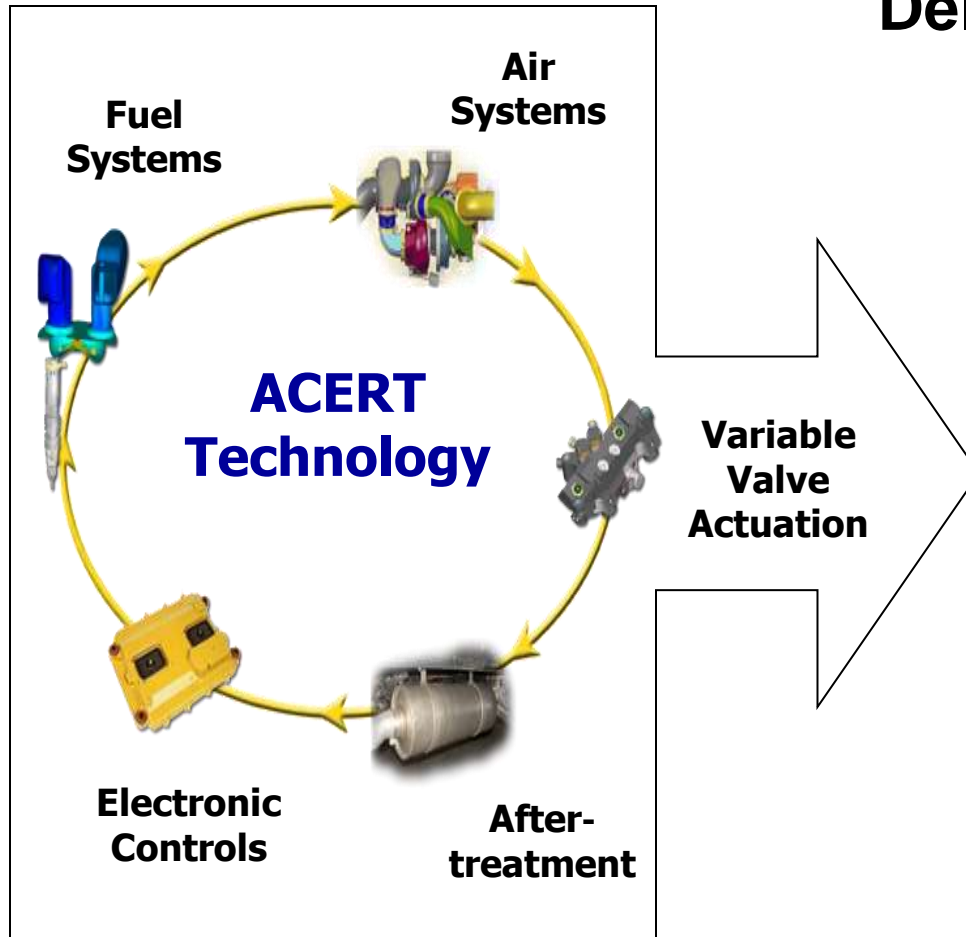 Air
Systems
Fuel
Systems
ACERT
Technology
Variable
Valve
Actuation
Electronic
Controls
After-
treatment